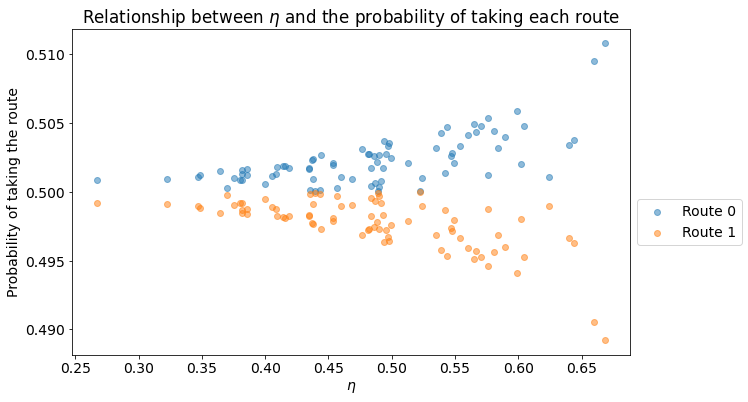 Relationship between η and the probability of taking each route
Probability of taking the route
0.510
0.505
0.500
0.495
0.490
0.25 0.30 0.35 0.40 0.45 0.50 0.55 0.60 0.65
η
Route 0
Route 1